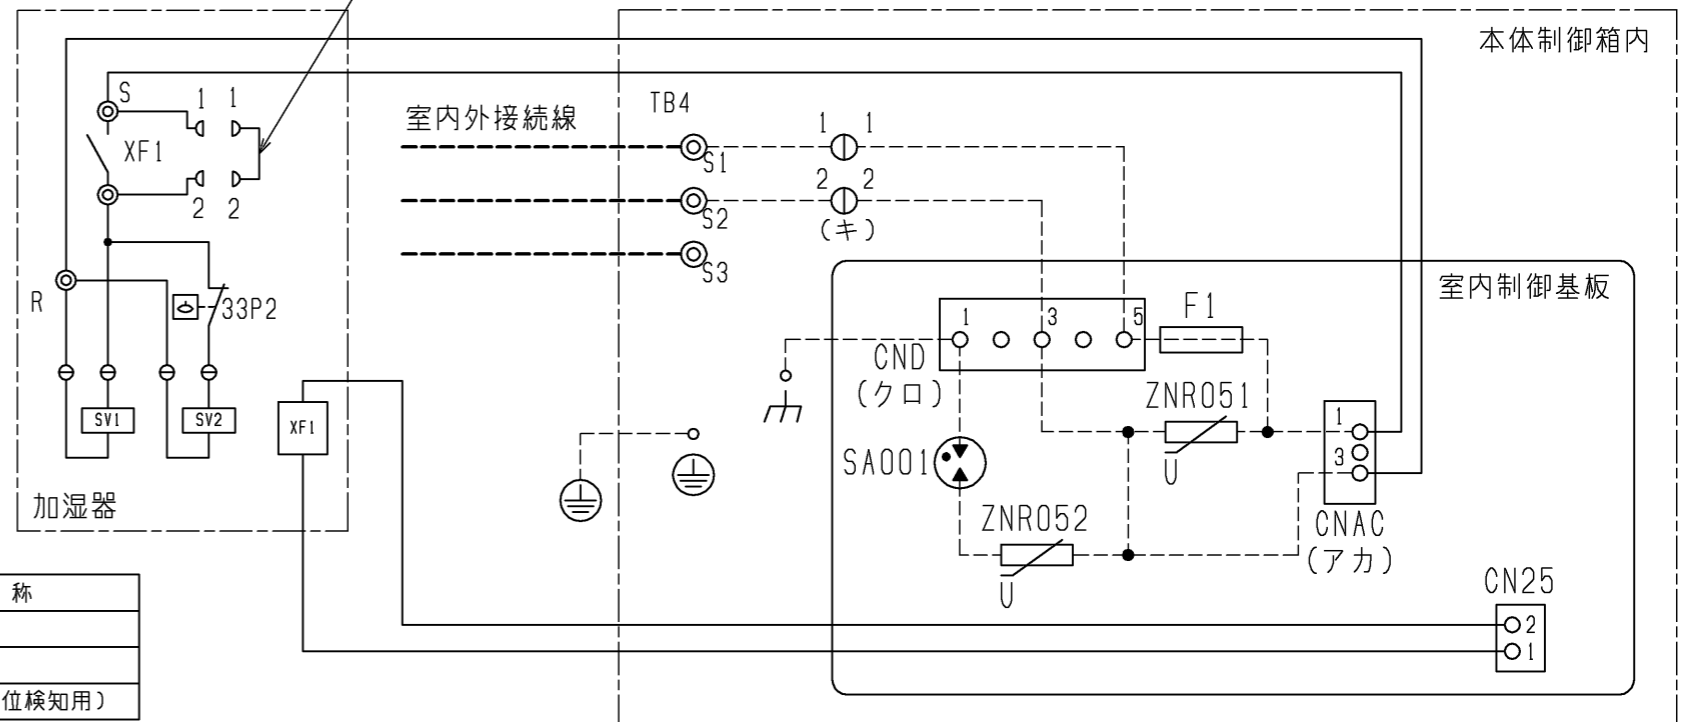 本体制御箱内
S
1 1
XF1
2 2
室内外接続線
TB4
S1
1 1
S2
2 2
(キ)
S3
R
33P2
SV1
SV2
XF1
加湿器
室内制御基板
1 3 5
F1
CND
(クロ)
ZNR051
U
SA001
ZNR052
U
1
3
CNAC
(アカ)
CN25
2
1
称
位検知用)